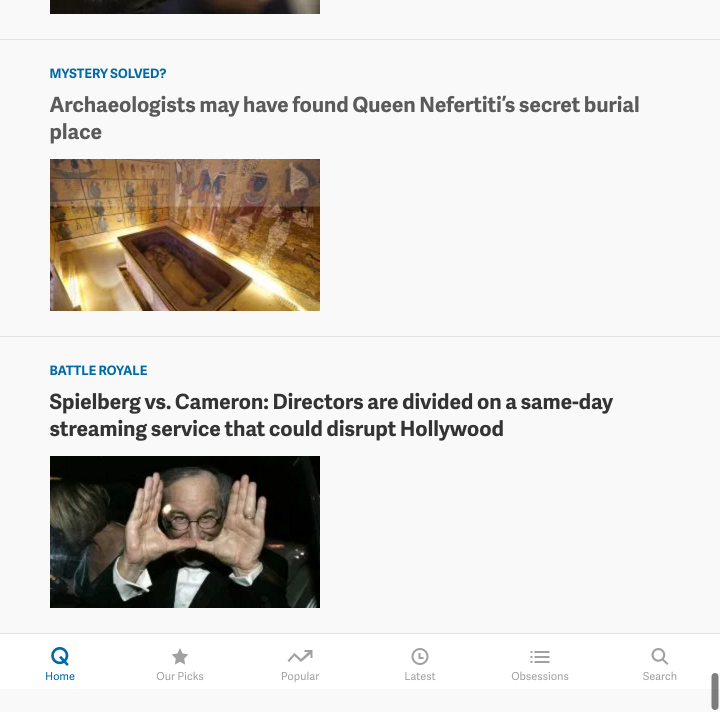 MYSTERY SOLVED?
Archaeologists may have found Queen Nefertiti’s secret burial
place
BATTLE ROYALE
Spielberg vs. Cameron: Directors are divided on a same-day
streaming service that could disrupt Hollywood
Home Our Picks Popular Latest Obsessions Search